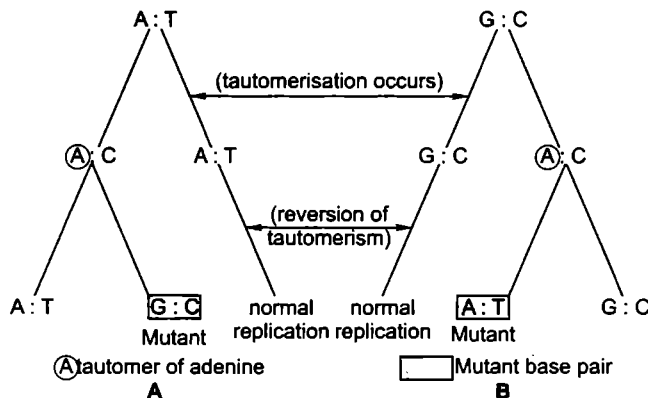 A : T G : C
(tautomerisation occurs)
A : C A : T G : C A : C
(reversion of
tautomerism)
A : T G : C normal normal A : T G : C
Mutant replication replication Mutant
A tautomer of adenine Mutant base pair
A B